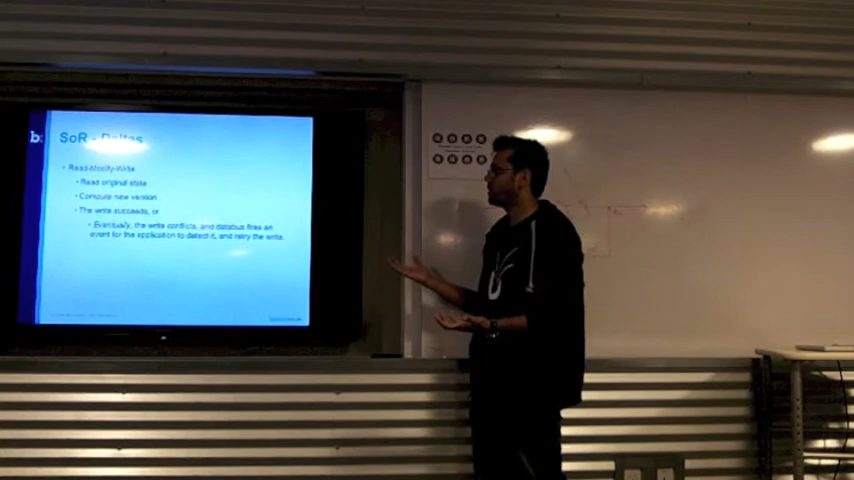 b:
SoR - Deltas
• Read-Modify-Write
• Read original state
• Compute new version
• The write succeeds, or
• Eventually, the write conflicts, and databus fires an
event for the application to detect it, and retry the write.